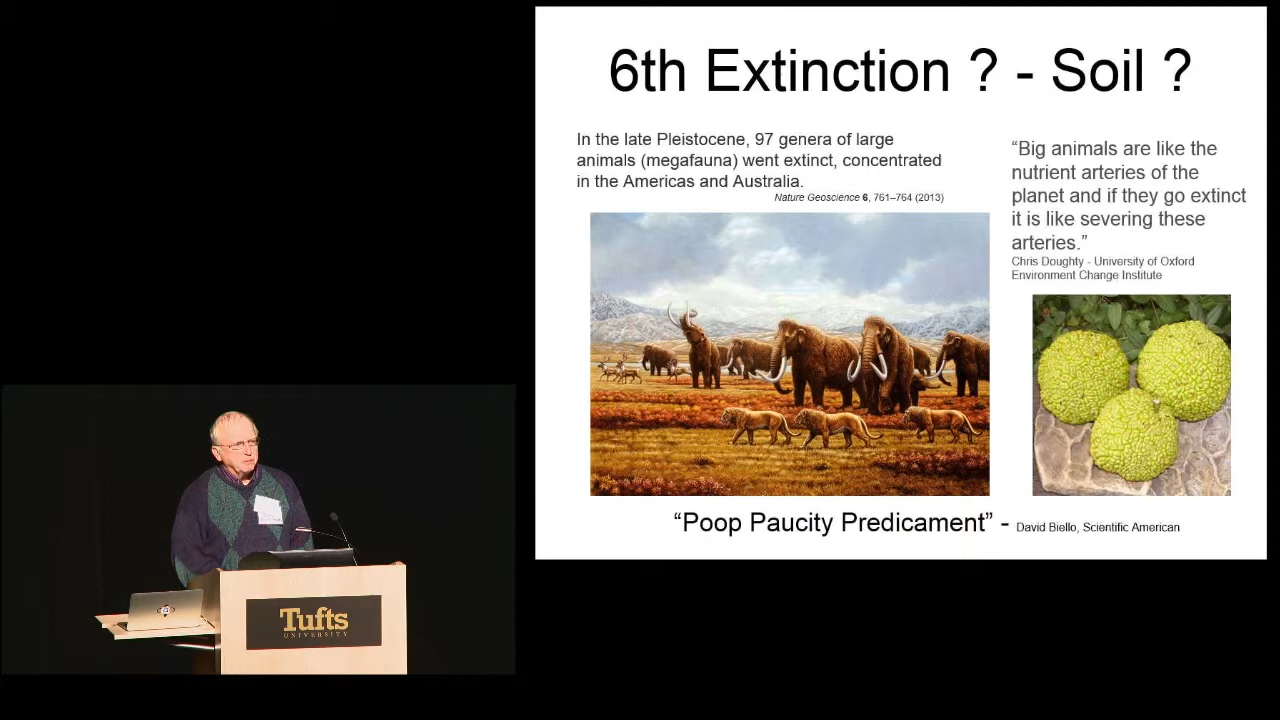 6th Extinction ? - Soil ?
In the late Pleistocene, 97 genera of large
animals (megafauna) went extinct, concentrated
in the Americas and Australia.
Nature Geoscience 6, 761–764 (2013)
“Big animals are like the
nutrient arteries of the
planet and if they go extinct
it is like severing these
arteries.”
Chris Doughty - University of Oxford
Environment Change Institute
“Poop Paucity Predicament” - David Biello, Scientific American
Tufts
UNIVERSITY